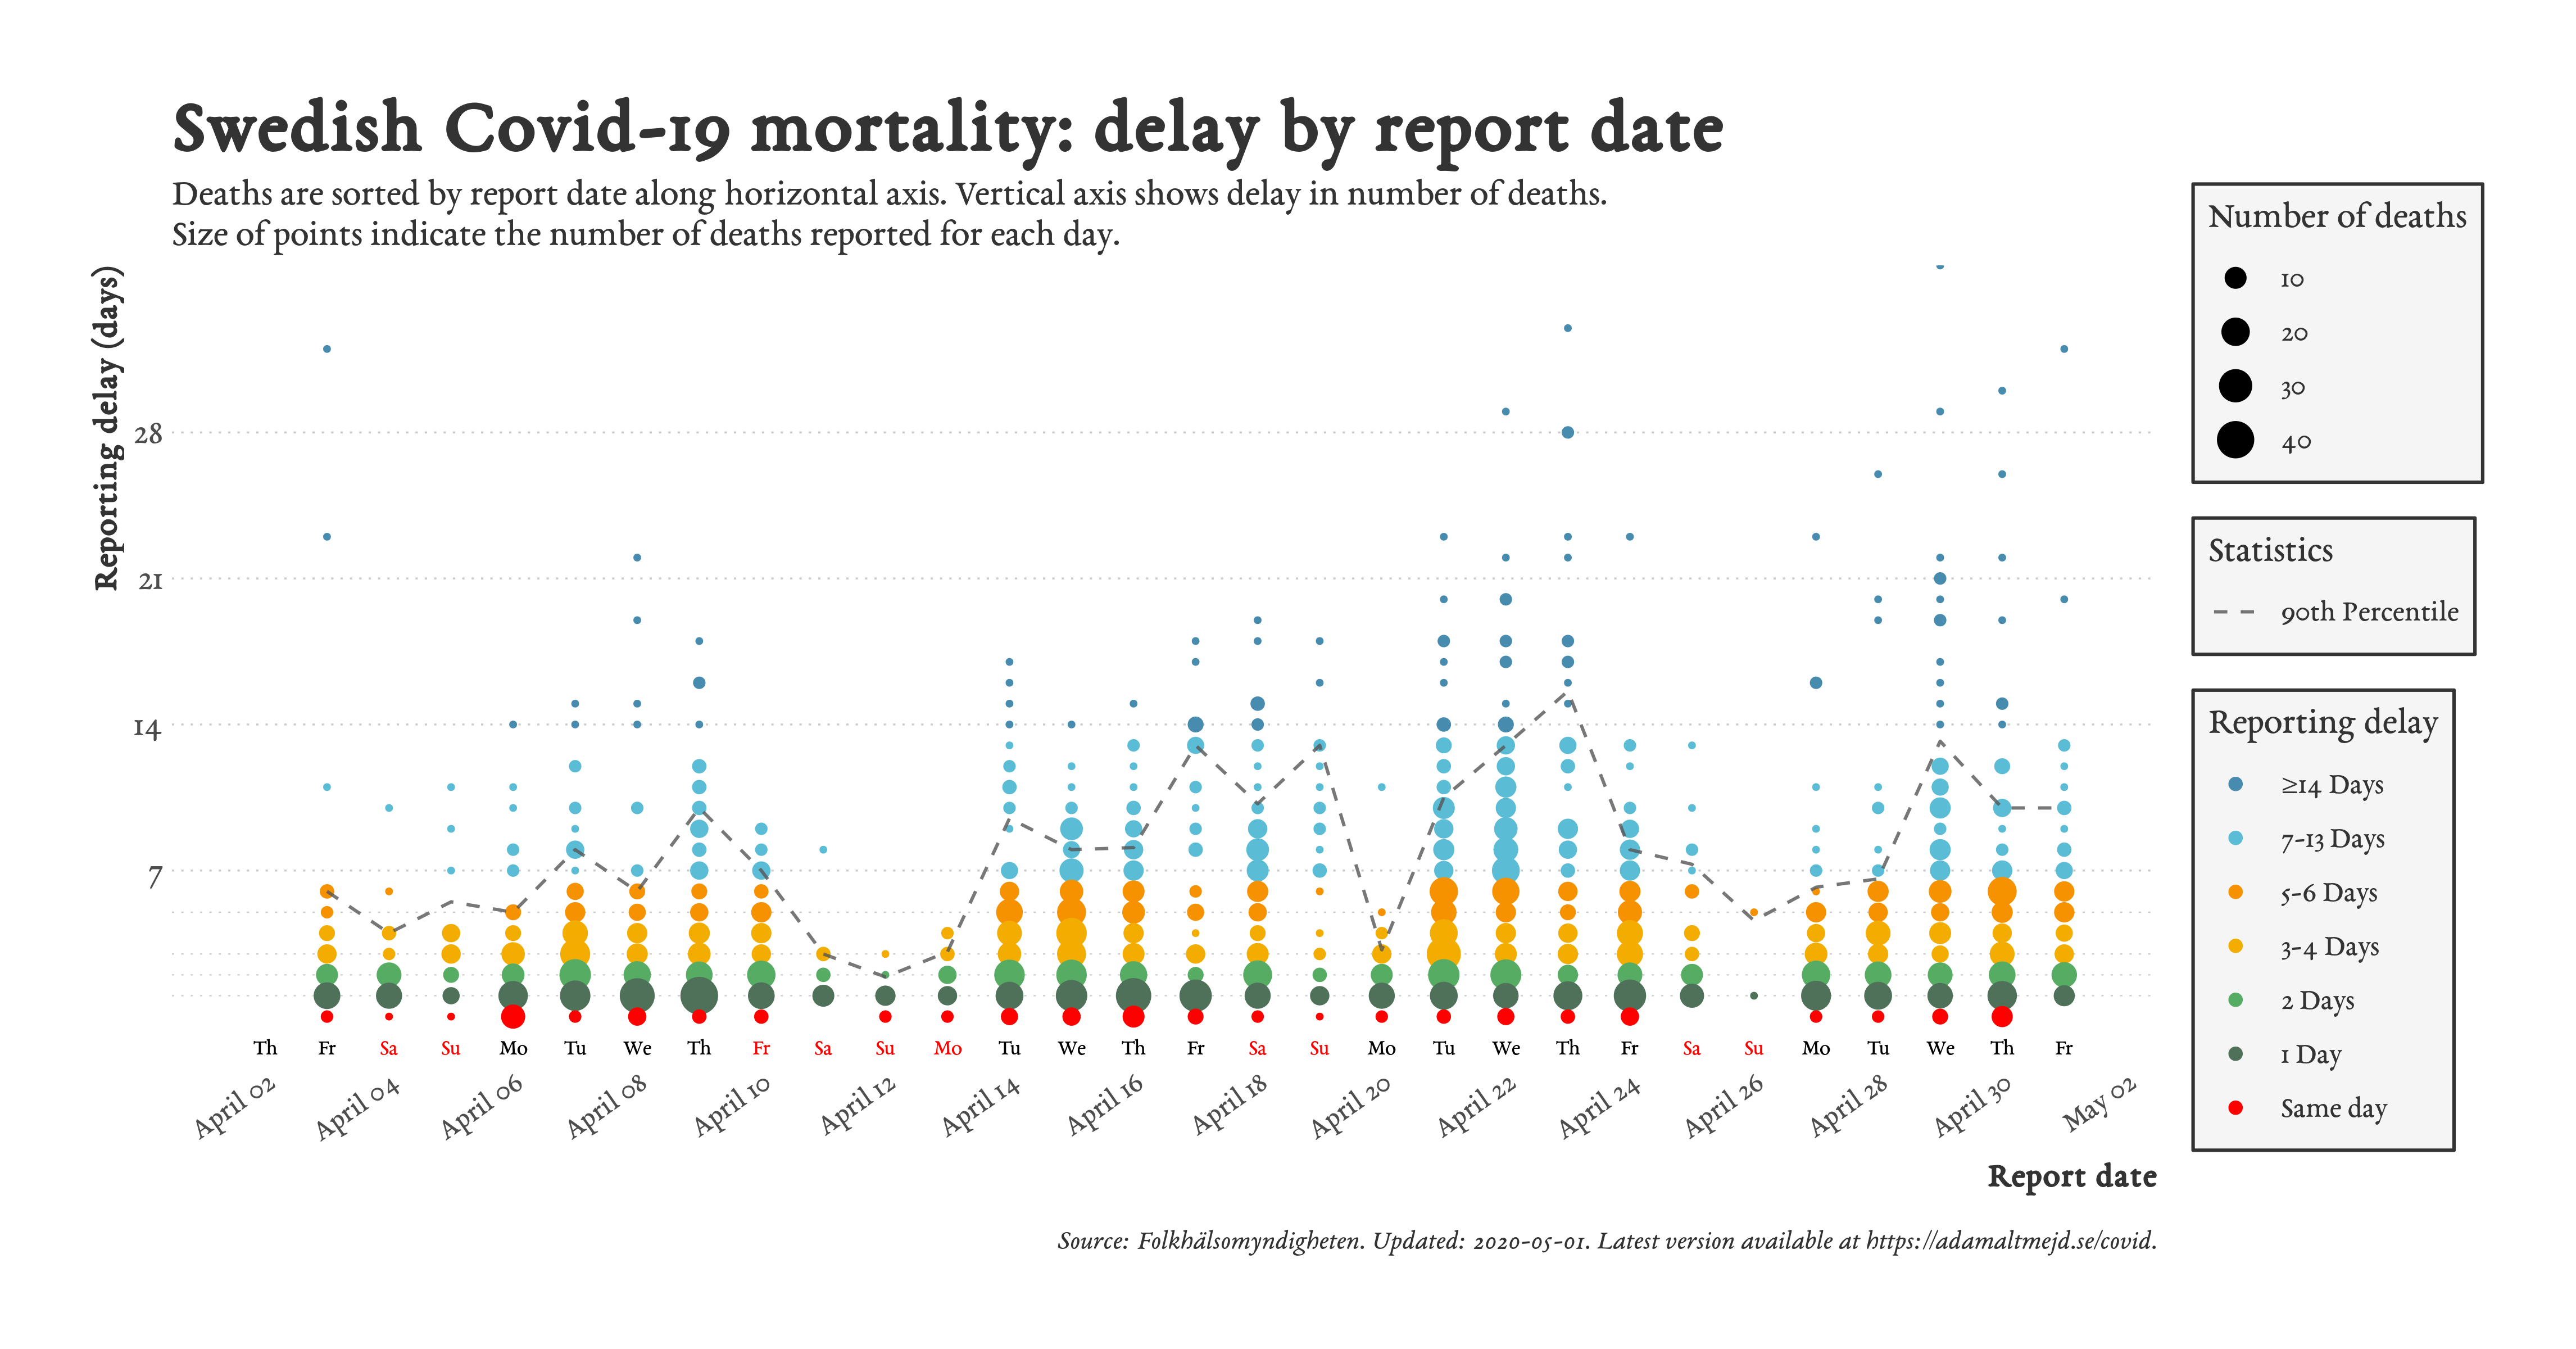 Swedish Covid-19 mortality: delay by report date
Deaths are sorted by report date along horizontal axis. Vertical axis shows delay in number of deaths.
Size of points indicate the number of deaths reported for each day.
Reporting delay (days)
28
21
14
7
Th Fr Sa Su Mo Tu We Th Fr Sa Su Mo Tu We Th Fr Sa Su Mo Tu We Th Fr Sa Su Mo Tu We Th Fr
April 02 April 04 April 06 April 08 April 10 April 12 April 14 April 16 April 18 April 20 April 22 April 24 April 26 April 28 April 30 May 02
Report date
Number of deaths
10
20
30
40
Statistics
90th Percentile
Reporting delay
≥14 Days
7-13 Days
5-6 Days
3-4 Days
2 Days
1 Day
Same day
Source: Folkhälsomyndigheten. Updated: 2020-05-01. Latest version available at https://adamaltmejd.se/covid.